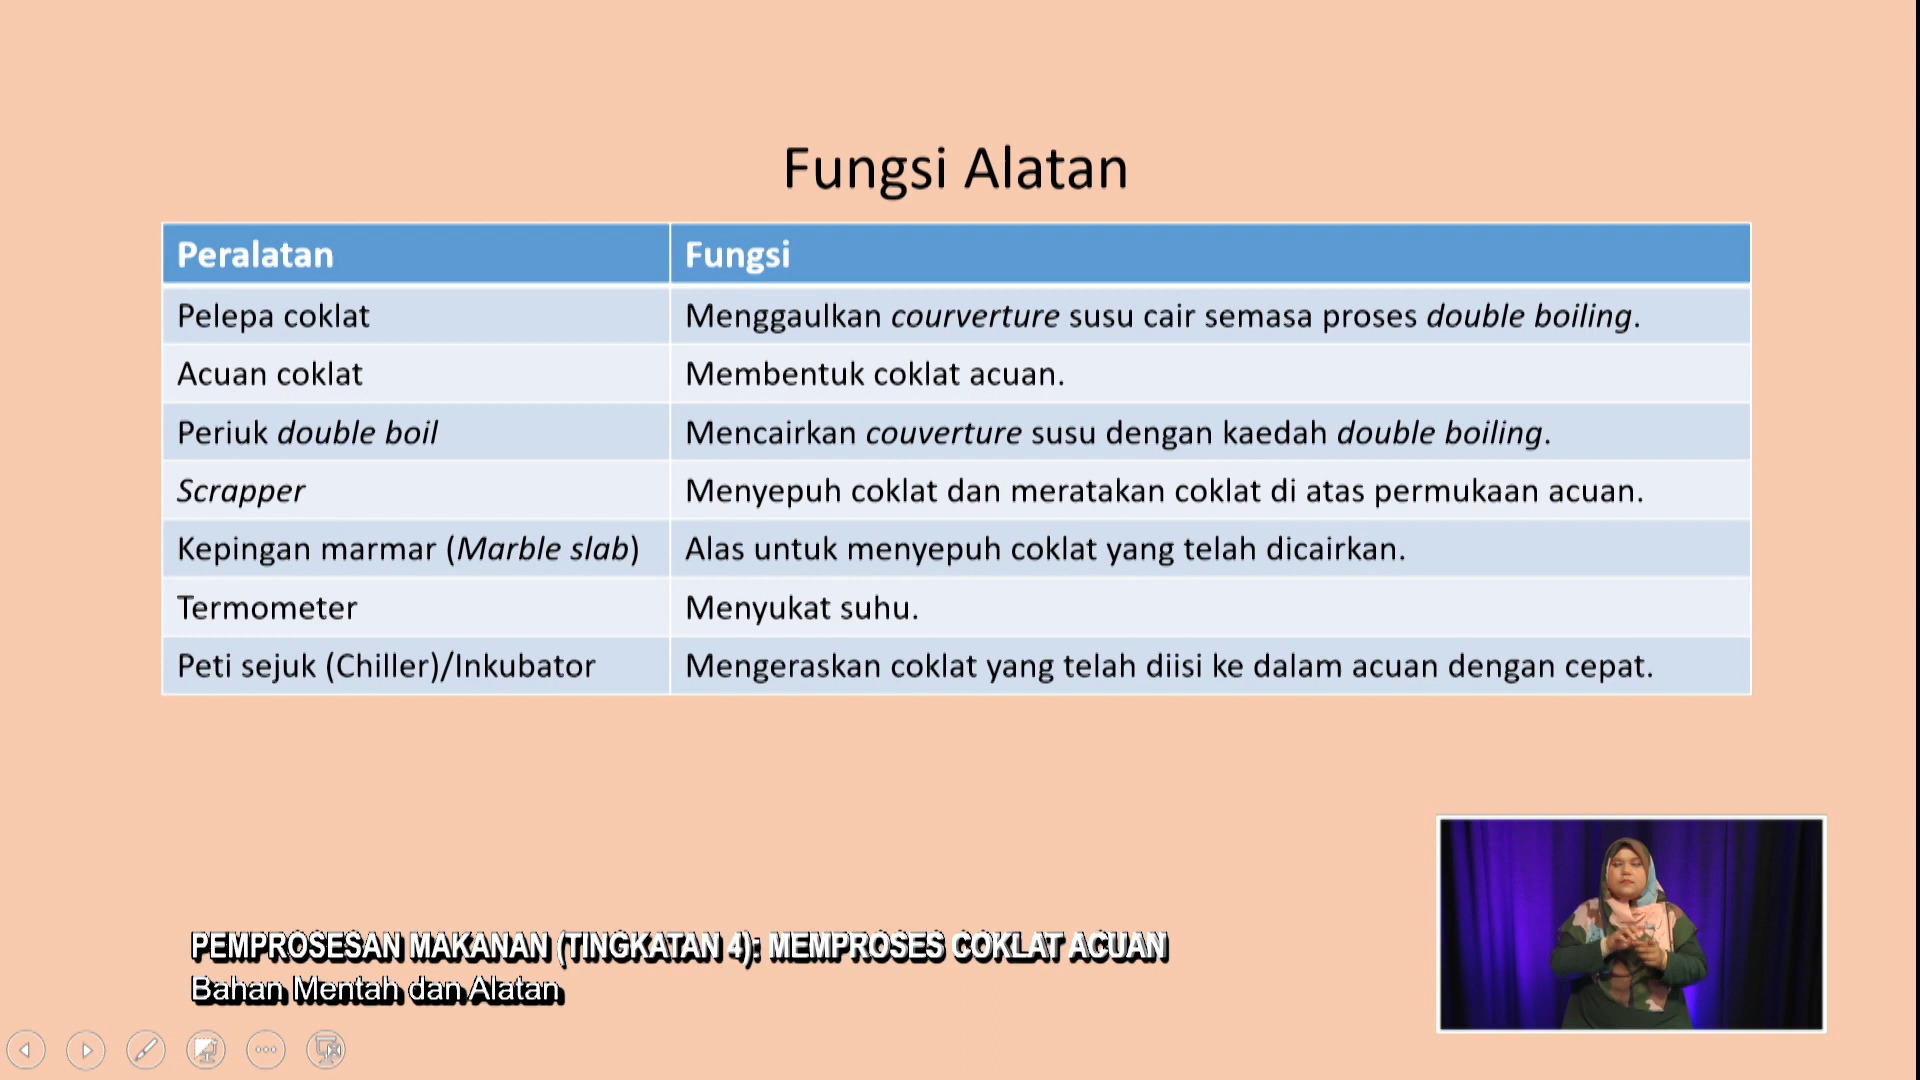 Fungsi Alatan
Peralatan Fungsi
Pelepa coklat Menggaulkan courverture susu cair semasa proses double boiling.
Acuan coklat Membentuk coklat acuan.
Periuk double boil Mencairkan couverture susu dengan kaedah double boiling.
Scrapper Menyepuh coklat dan meratakan coklat di atas permukaan acuan.
Kepingan marmar (Marble slab) Alas untuk menyepuh coklat yang telah dicairkan.
Termometer Menyukat suhu.
Peti sejuk (Chiller)/Inkubator Mengeraskan coklat yang telah diisi ke dalam acuan dengan cepat.
PEMPROSESAN MAKANAN (TINGKATAN 4): MEMPROSES COKLAT ACUAN
Bahan Mentah dan Alatan